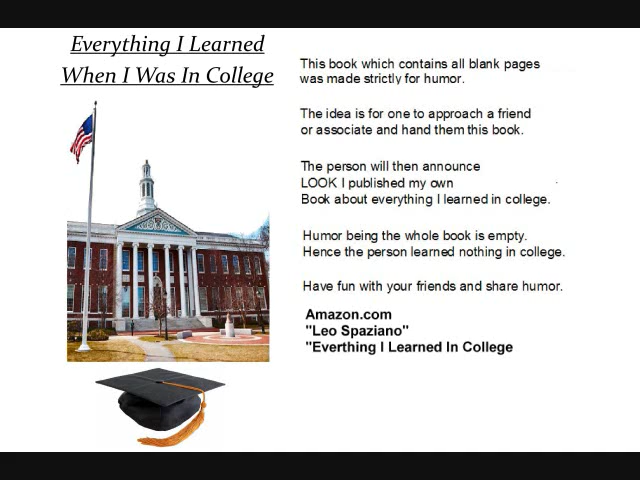 Everything I Learned
When I Was In College
This book which contains all blank pages
was made strictly for humor.
The idea is for one to approach a friend
or associate and hand them this book.
The person will then announce
LOOK I published my own
Book about everything I learned in college.
Humor being the whole book is empty.
Hence the person learned nothing in college.
Have fun with your friends and share humor.
Amazon.com
"Leo Spaziano"
"Everthing I Learned In College